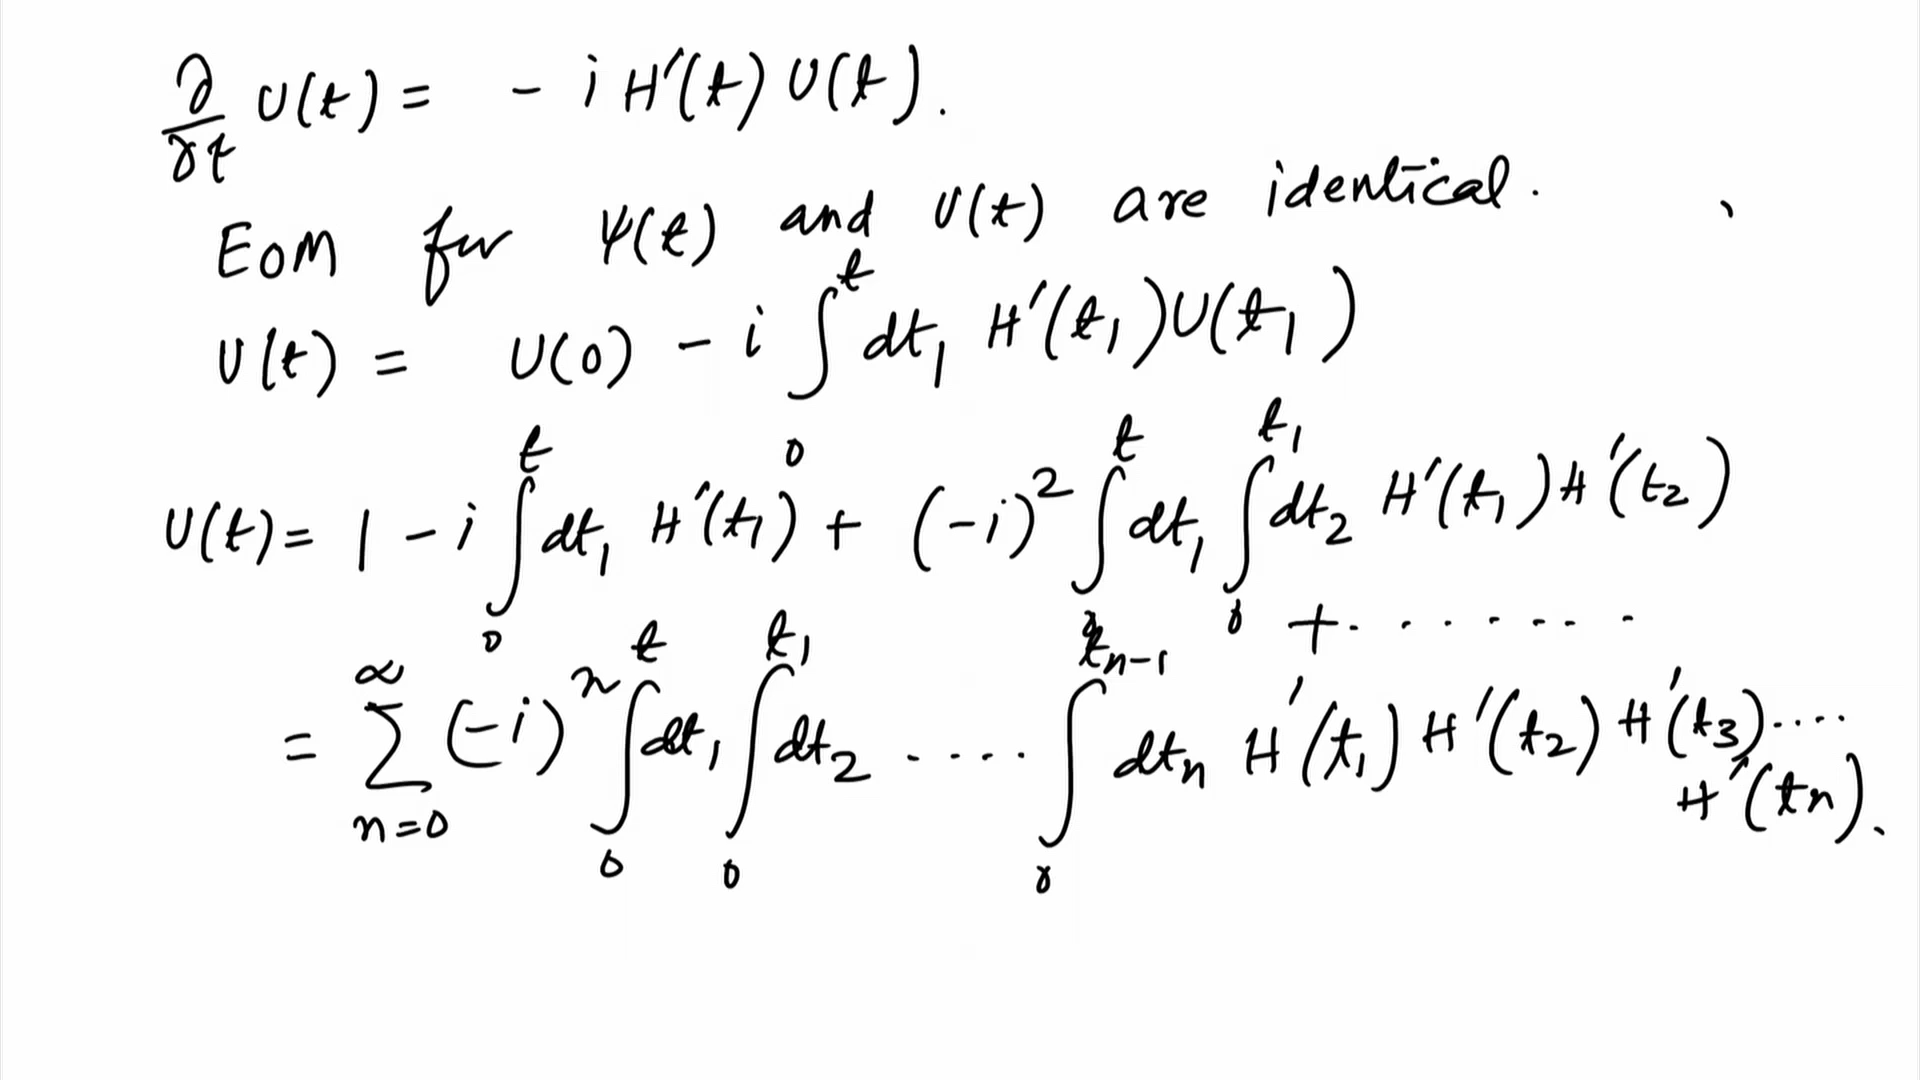 ∂/∂t U(t) = - i H'(t) U(t).
EOM for Ψ(t) and U(t) are identical.
U(t) = U(0) - i ∫₀ᵗ dt₁ H'(t₁)U(t₁)
U(t) = 1 - i ∫₀ᵗ dt₁ H'(t₁) + (-i)² ∫₀ᵗ dt₁ ∫₀^{t₁} dt₂ H'(t₁)H'(t₂)
+.......
= ∑_{n=0}^{∞} (-i)ⁿ ∫₀ᵗ dt₁ ∫₀^{t₁} dt₂ ..... ∫₀^{t_{n-1}} dtₙ H'(t₁) H'(t₂) H'(t₃)....
H'(tₙ).